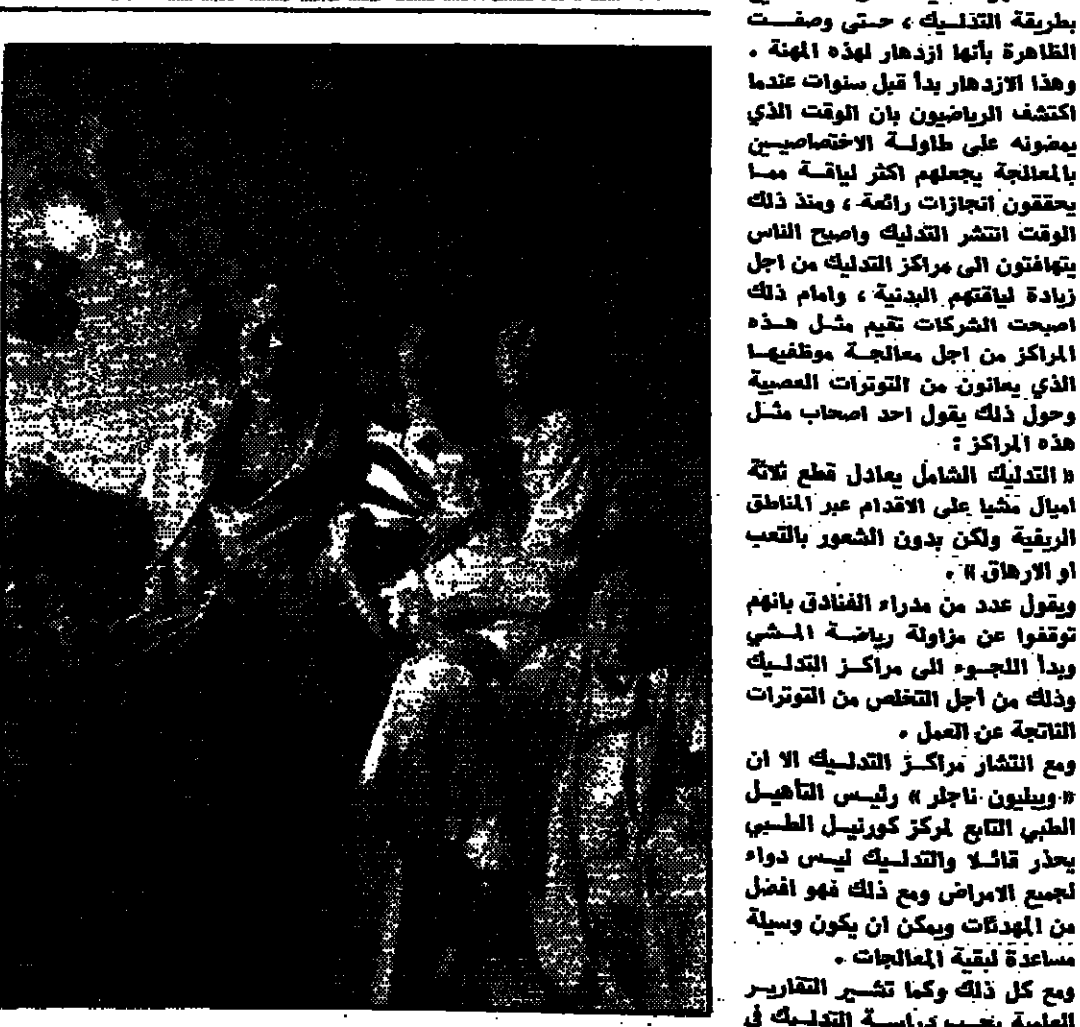 بطريقة التذليك ، حتى وصفت
الظاهرة بأنها ازدهار لهذه المهنة .
وهذا الازدهار بدأ قبل سنوات عندما
اكتشف الرياضيون بان الوقت الذي
يمضونه على طاولة الاختصاصيين
بالمعالجة يجعلهم اكثر لياقة مما
يحققون انجازات رائعة ، ومنذ ذلك
الوقت انتشر التدليك واصبح الناس
يتهافتون الى مراكز التدليك من اجل
زيادة لياقتهم البدنية ، وامام ذلك
اصبحت الشركات تقيم مثل هذه
المراكز من اجل معالجة موظفيها
الذي يعانون من التوترات العصبية
وحول ذلك يقول احد اصحاب مثل
هذه المراكز :
« التدليك الشامل يعادل قطع ثلاثة
اميال مشيا على الاقدام عبر المناطق
الريفية ولكن بدون الشعور بالتعب
او الارهاق » .
ويقول عدد من مدراء الفنادق بانهم
توقفوا عن مزاولة رياضة المشي
وبدأ اللجوء الى مراكز التدليك
وذلك من أجل التخلص من التوترات
الناتجة عن العمل .
ومع انتشار مراكز التدليك الا ان
« ويبليون ناجلر » رئيس التأهيل
الطبي التابع لمركز كورنيل الطبي
يحذر قائلا والتدليك ليس دواء
لجميع الامراض ومع ذلك فهو افضل
من المهدئات ويمكن ان يكون وسيلة
مساعدة لبقية المعالجات .
ومع كل ذلك وكما تشير التقارير
العلمية يجب دراسة التدليك في